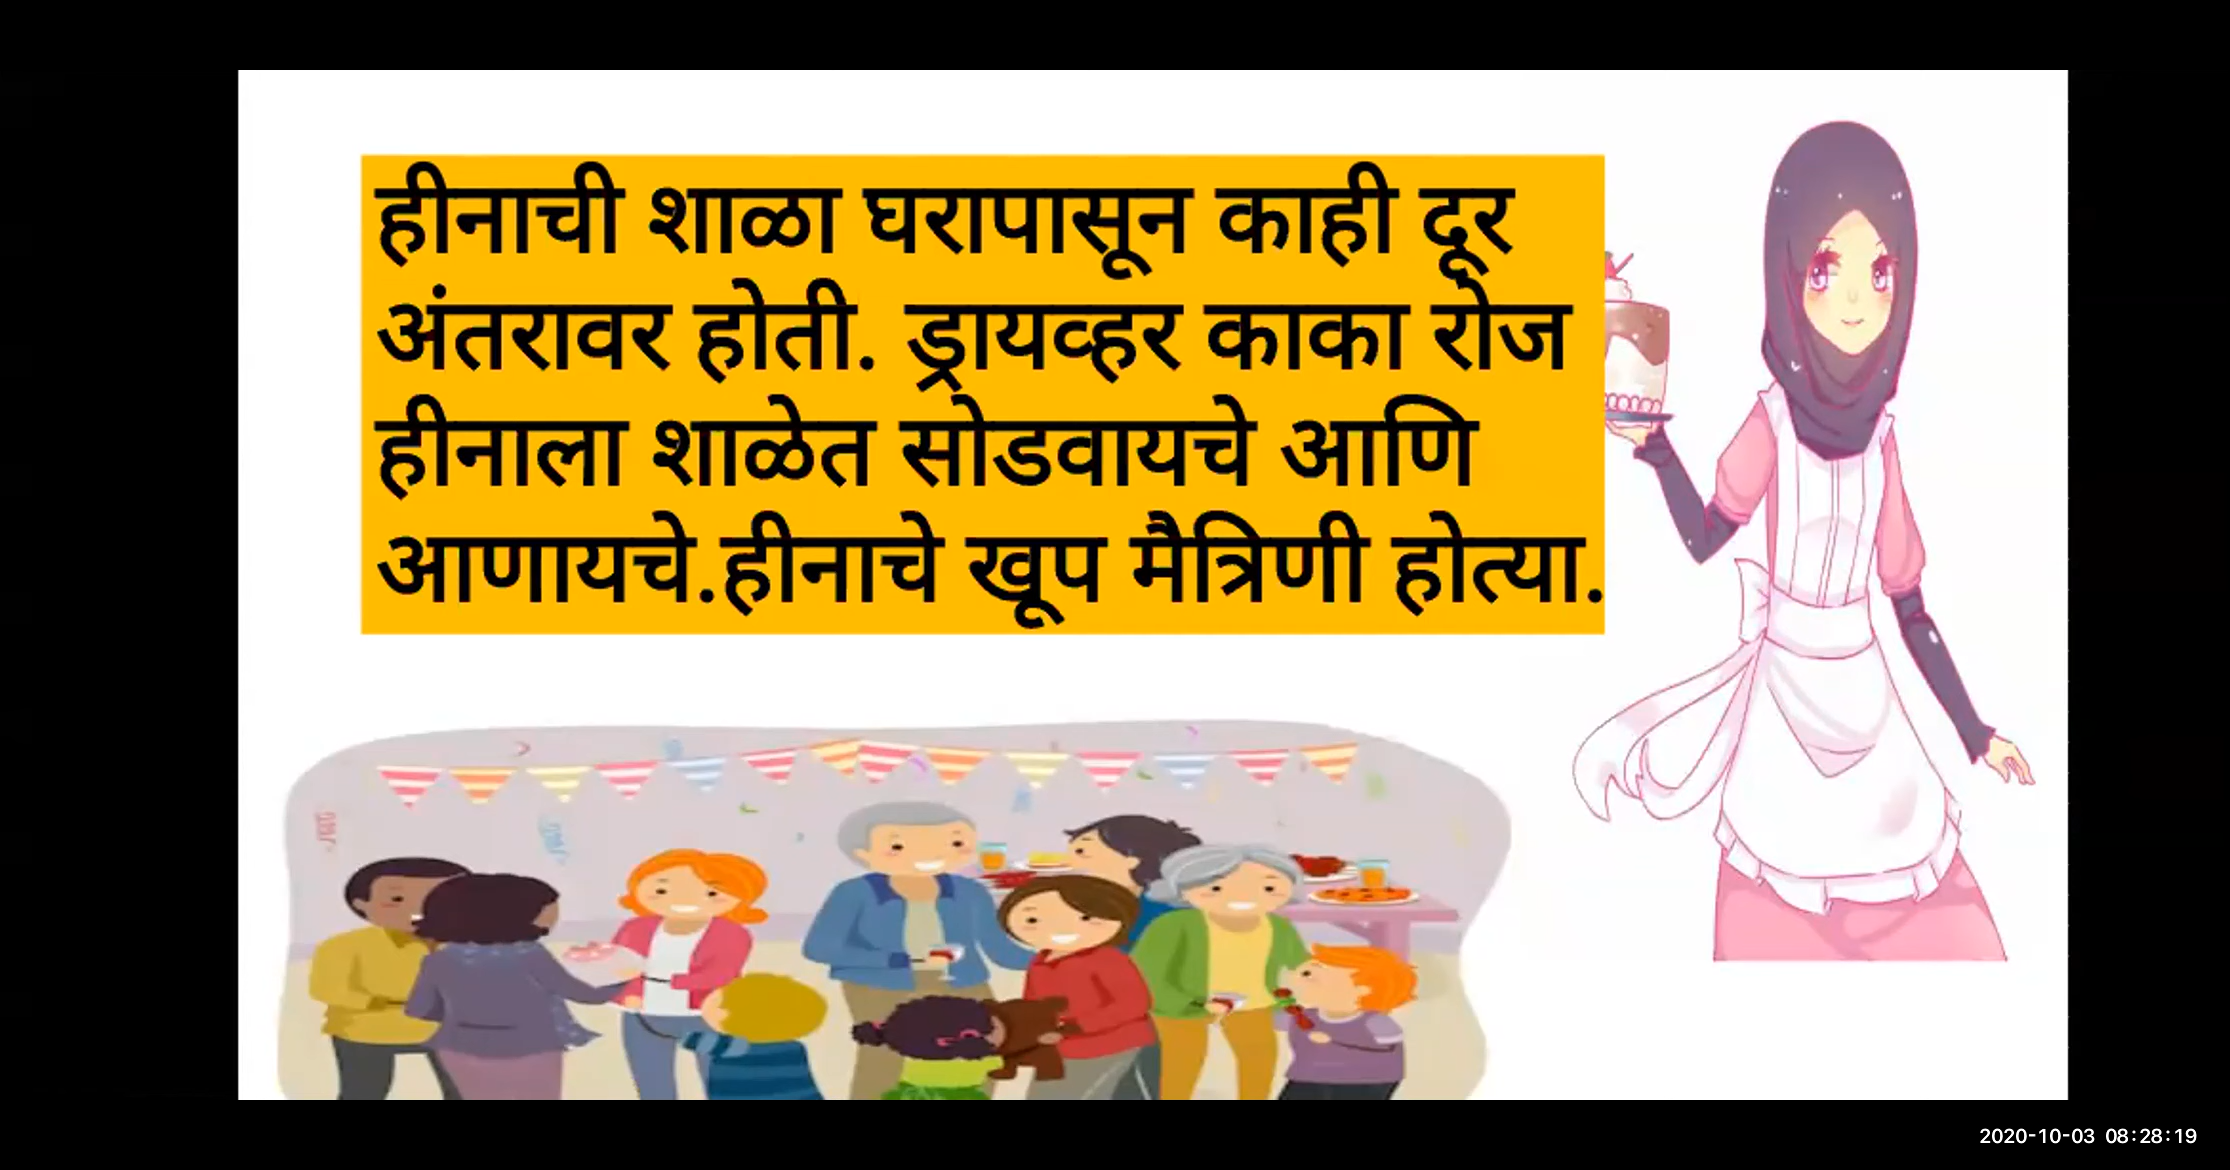 हीनाची शाळा घरापासून काही दूर
अंतरावर होती. ड्रायव्हर काका रोज
हीनाला शाळेत सोडवायचे आणि
आणायचे.हीनाचे खूप मैत्रिणी होत्या.
2020-10-03 08:28:19